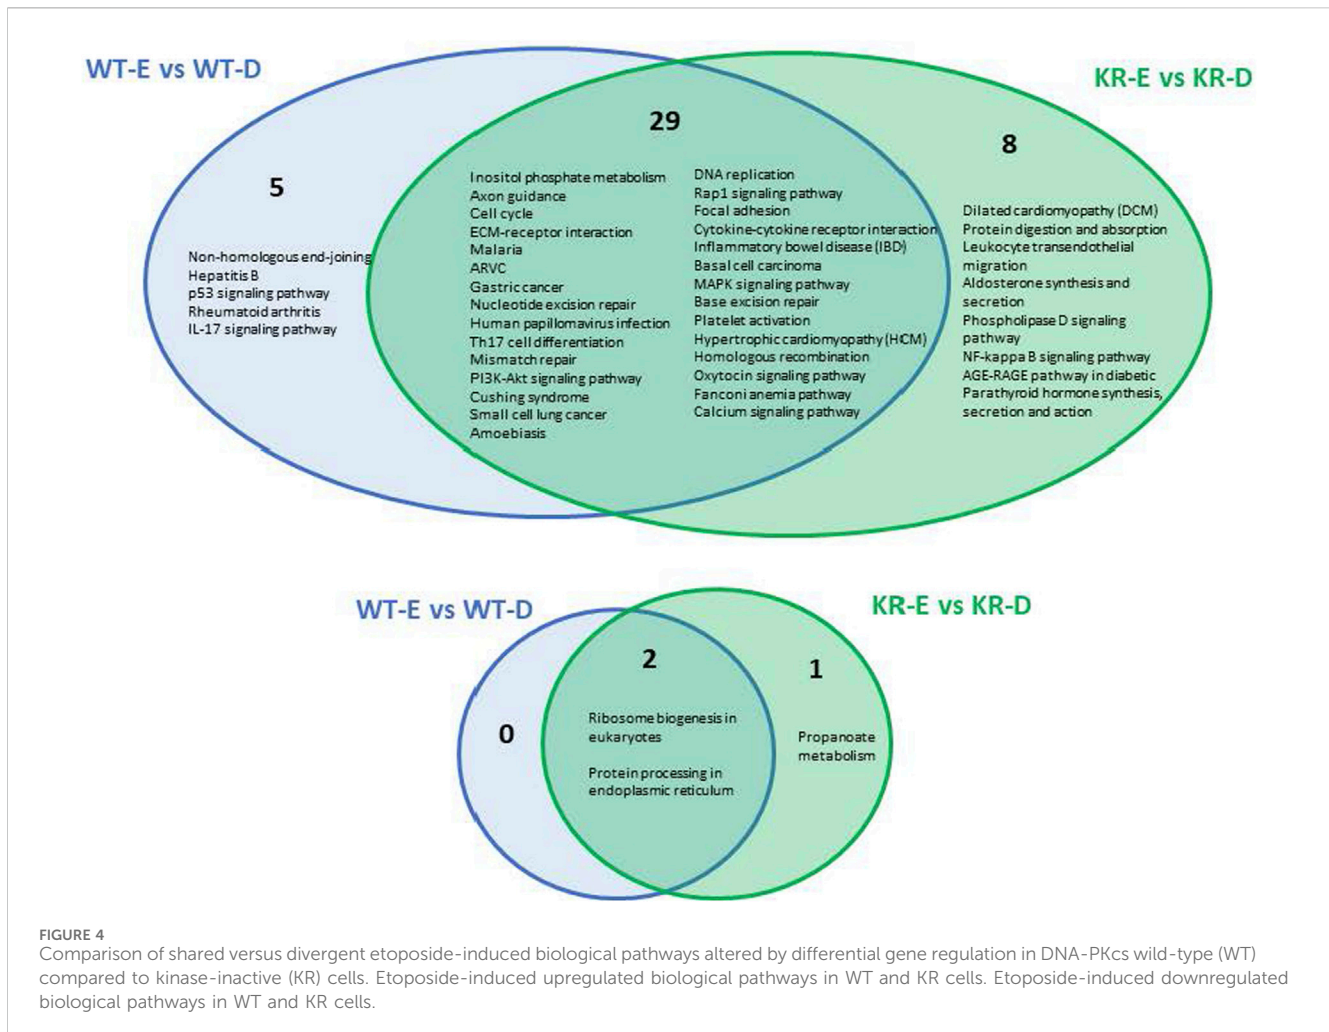 WT-E vs WT-D
KR-E vs KR-D
29
8
5
Non-homologous end-joining
Hepatitis B
p53 signaling pathway
Rheumatoid arthritis
IL-17 signaling pathway
Inositol phosphate metabolism
Axon guidance
Cell cycle
ECM-receptor interaction
Malaria
ARVC
Gastric cancer
Nucleotide excision repair
Human papillomavirus infection
Th17 cell differentiation
Mismatch repair
PI3K-Akt signaling pathway
Cushing syndrome
Small cell lung cancer
Amoebiasis
DNA replication
Rap1 signaling pathway
Focal adhesion
Cytokine-cytokine receptor interaction
Inflammatory bowel disease (IBD)
Basal cell carcinoma
MAPK signaling pathway
Base excision repair
Platelet activation
Hypertrophic cardiomyopathy (HCM)
Homologous recombination
Oxytocin signaling pathway
Fanconi anemia pathway
Calcium signaling pathway
Dilated cardiomyopathy (DCM)
Protein digestion and absorption
Leukocyte transendothelial
migration
Aldosterone synthesis and
secretion
Phospholipase D signaling
pathway
NF-kappa B signaling pathway
AGE-RAGE pathway in diabetic
Parathyroid hormone synthesis,
secretion and action
WT-E vs WT-D
KR-E vs KR-D
2
1
0
Ribosome biogenesis in
eukaryotes
Protein processing in
endoplasmic reticulum
Propanoate
metabolism
FIGURE 4
Comparison of shared versus divergent etoposide-induced biological pathways altered by differential gene regulation in DNA-PKcs wild-type (WT)
compared to kinase-inactive (KR) cells. Etoposide-induced upregulated biological pathways in WT and KR cells. Etoposide-induced downregulated
biological pathways in WT and KR cells.